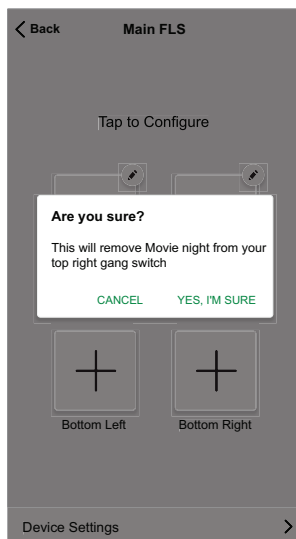 Back
Main FLS
Tap to Configure
Are you sure?
This will remove Movie night from your
top right gang switch
CANCEL
YES, I'M SURE
Bottom Left
Bottom Right
Device Settings